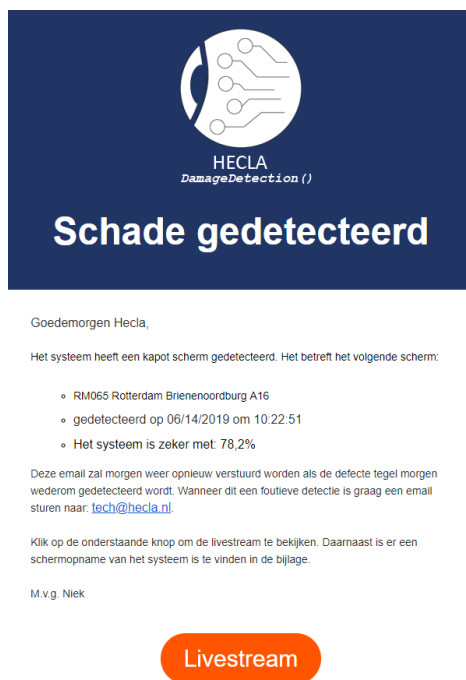 HECLA
DamageDetection()
Schade gedetecteerd
Goedemorgen Hecla,
Het systeem heeft een kapot scherm gedetecteerd. Het betreft het volgende scherm:
RM065 Rotterdam Brienenoordburg A16
gedetecteerd op 06/14/2019 om 10:22:51
Het systeem is zeker met: 78,2%
Deze email zal morgen weer opnieuw verstuurd worden als de defecte tegel morgen
wederom gedetecteerd wordt. Wanneer dit een foutieve detectie is graag een email
sturen naar: tech@hecla.nl.
Klik op de onderstaande knop om de livestream te bekijken. Daarnaast is er een
schermopname van het systeem is te vinden in de bijlage.
M.v.g. Niek
Livestream